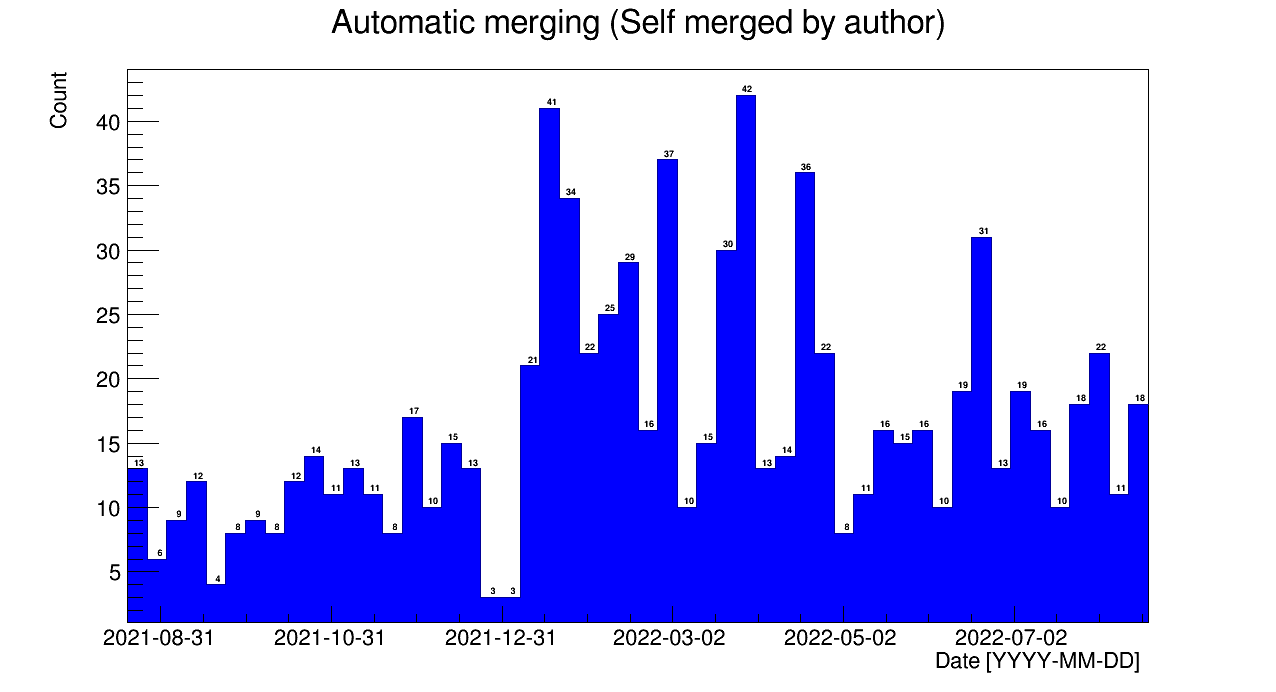 Automatic merging (Self merged by author)
Count
40
35
30
25
20
15
10
5
13 6 9 12 4 8 9 8 12 14 11 13 11 8 17 10 15 13 3 3 21 41 34 22 25 29 16 37 10 15 30 42 13 14 36 22 8 11 16 15 16 10 19 31 13 19 16 10 18 22 11 18
2021-08-31 2021-10-31 2021-12-31 2022-03-02 2022-05-02 2022-07-02
Date [YYYY-MM-DD]